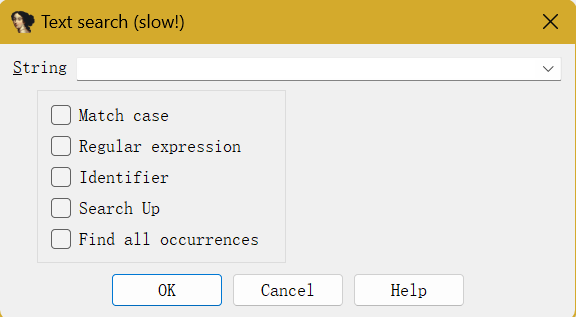 Text search (slow!)
String
Match case
Regular expression
Identifier
Search Up
Find all occurrences
OK Cancel Help